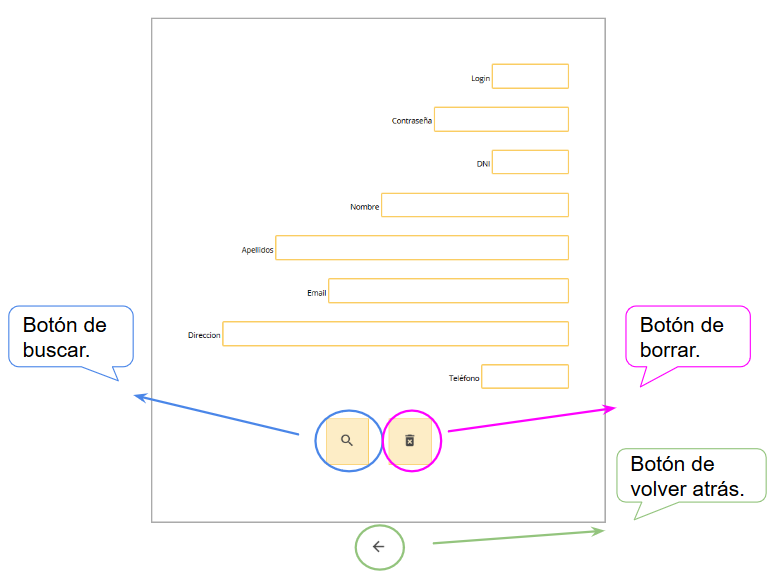 Login
Contraseña
DNI
Nombre
Apellidos
Email
Direccion
Teléfono
Botón de
buscar.
Botón de
borrar.
Botón de
volver atrás.